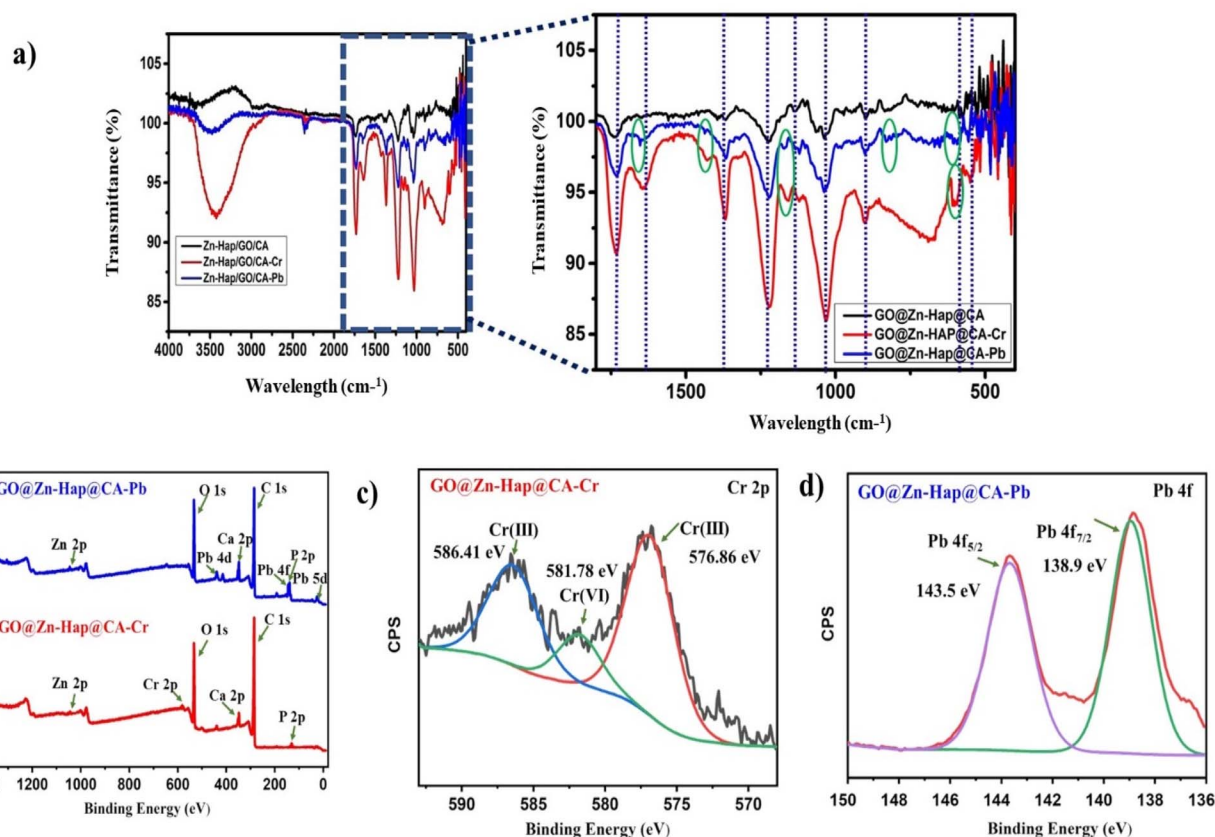 a)
105
100
95
90
85
Transmittance (%)
Zn-Hap/GO/CA
Zn-Hap/GO/CA-Cr
Zn-Hap/GO/CA-Pb
4000 3500 3000 2500 2000 1750 1250 1000 500
Wavelength (cm-1)
105
100
95
90
85
Transmittance (%)
GO@Zn-Hap@CA
GO@Zn-HAP@CA-Cr
GO@Zn-Hap@CA-Pb
1500 1000 500
Wavelength (cm-1)
GO@Zn-Hap@CA-Pb
O 1s
C 1s
Zn 2p
Ca 2p
Pb 4d
P 2p
Pb 4f
Pb 5d
GO@Zn-Hap@CA-Cr
O 1s
C 1s
Zn 2p
Cr 2p
Ca 2p
P 2p
1200 1000 800 600 400 200 0
Binding Energy (eV)
c)
GO@Zn-Hap@CA-Cr
Cr 2p
Cr(III)
586.41 eV
581.78 eV
Cr(VI)
Cr(III)
576.86 eV
CPS
590 585 580 575 570
Binding Energy (eV)
d)
GO@Zn-Hap@CA-Pb
Pb 4f
Pb 4f5/2
143.5 eV
Pb 4f7/2
138.9 eV
CPS
150 148 146 144 142 140 138 136
Binding Energy (eV)